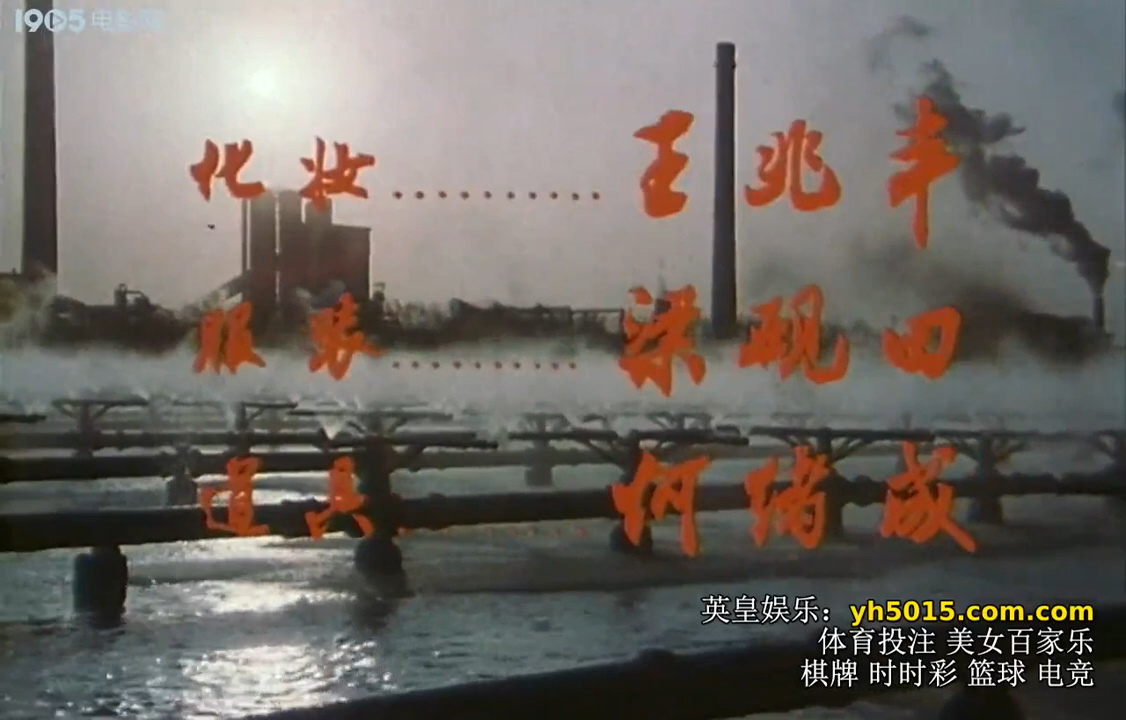 1905电影网
化妆..........王兆丰
服装..........梁砚田
道具..........何绪成
英皇娱乐：yh5015.com.com
体育投注 美女百家乐
棋牌 时时彩 篮球 电竞